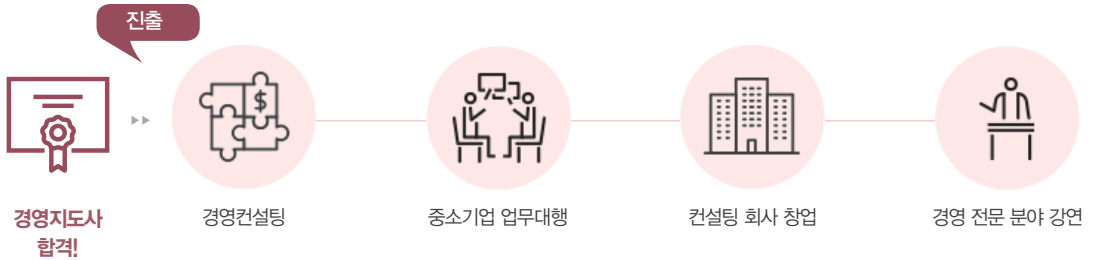 진출
$
경영지도사
합격!
경영컨설팅
중소기업 업무대행
컨설팅 회사 창업
경영 전문 분야 강연